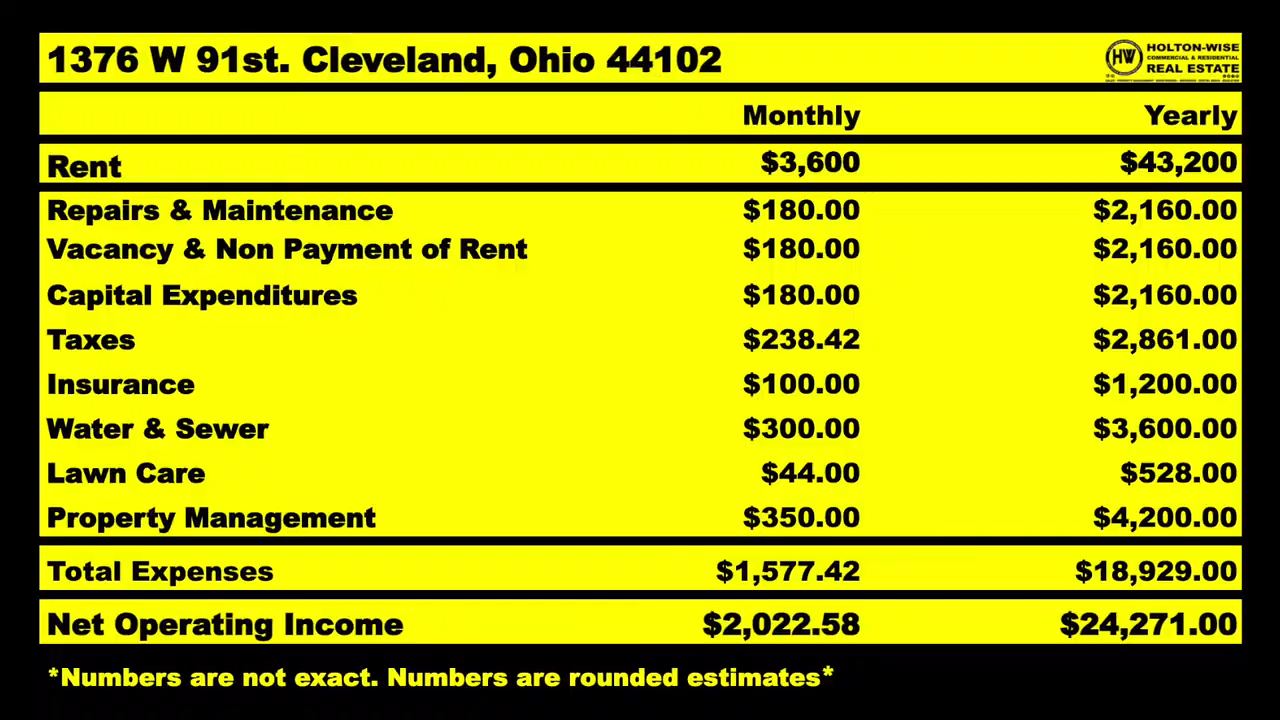 1376 W 91st. Cleveland, Ohio 44102
HW
HOLTON-WISE
COMMERCIAL & RESIDENTIAL
REAL ESTATE
Monthly Yearly
Rent $3,600 $43,200
Repairs & Maintenance $180.00 $2,160.00
Vacancy & Non Payment of Rent $180.00 $2,160.00
Capital Expenditures $180.00 $2,160.00
Taxes $238.42 $2,861.00
Insurance $100.00 $1,200.00
Water & Sewer $300.00 $3,600.00
Lawn Care $44.00 $528.00
Property Management $350.00 $4,200.00
Total Expenses $1,577.42 $18,929.00
Net Operating Income $2,022.58 $24,271.00
*Numbers are not exact. Numbers are rounded estimates*